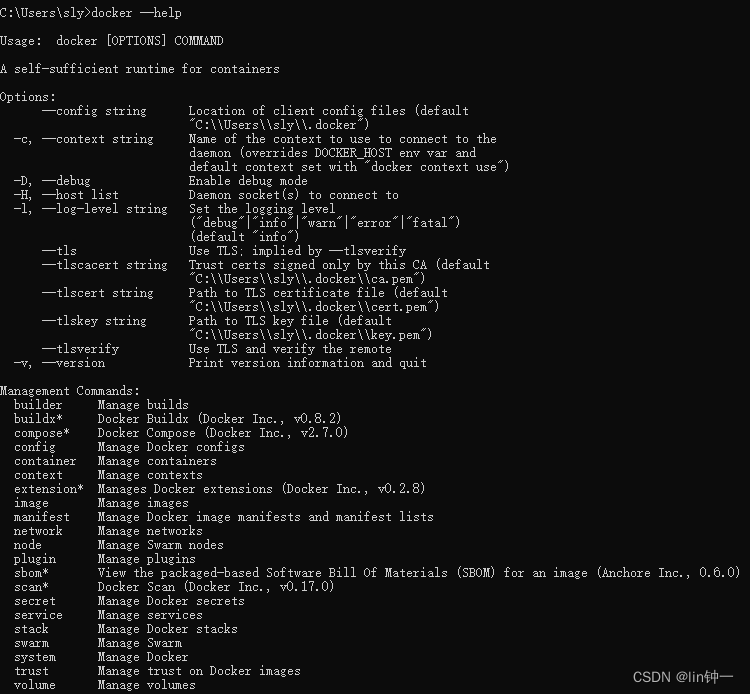 C:\Users\sly>docker --help
Usage:  docker [OPTIONS] COMMAND
A self-sufficient runtime for containers
Options:
      --config string      Location of client config files (default
                           "C:\\Users\\sly\\.docker")
  -c, --context string     Name of the context to use to connect to the
                           daemon (overrides DOCKER_HOST env var and
                           default context set with "docker context use")
  -D, --debug              Enable debug mode
  -H, --host list          Daemon socket(s) to connect to
  -l, --log-level string   Set the logging level
                           ("debug"|"info"|"warn"|"error"|"fatal")
                           (default "info")
      --tls                Use TLS; implied by --tlsverify
      --tlscacert string   Trust certs signed only by this CA (default
                           "C:\\Users\\sly\\.docker\\ca.pem")
      --tlscert string     Path to TLS certificate file (default
                           "C:\\Users\\sly\\.docker\\cert.pem")
      --tlskey string      Path to TLS key file (default
                           "C:\\Users\\sly\\.docker\\key.pem")
      --tlsverify          Use TLS and verify the remote
  -v, --version            Print version information and quit
Management Commands:
  builder     Manage builds
  buildx*     Docker Buildx (Docker Inc., v0.8.2)
  compose*    Docker Compose (Docker Inc., v2.7.0)
  config      Manage Docker configs
  container   Manage containers
  context     Manage contexts
  extension*  Manages Docker extensions (Docker Inc., v0.2.8)
  image       Manage images
  manifest    Manage Docker image manifests and manifest lists
  network     Manage networks
  node        Manage Swarm nodes
  plugin      Manage plugins
  sbom*       View the packaged-based Software Bill Of Materials (SBOM) for an image (Anchore Inc., 0.6.0)
  scan*       Docker Scan (Docker Inc., v0.17.0)
  secret      Manage Docker secrets
  service     Manage services
  stack       Manage Docker stacks
  swarm       Manage Swarm
  system      Manage Docker
  trust       Manage trust on Docker images
  volume      Manage volumes
CSDN @lin钟一